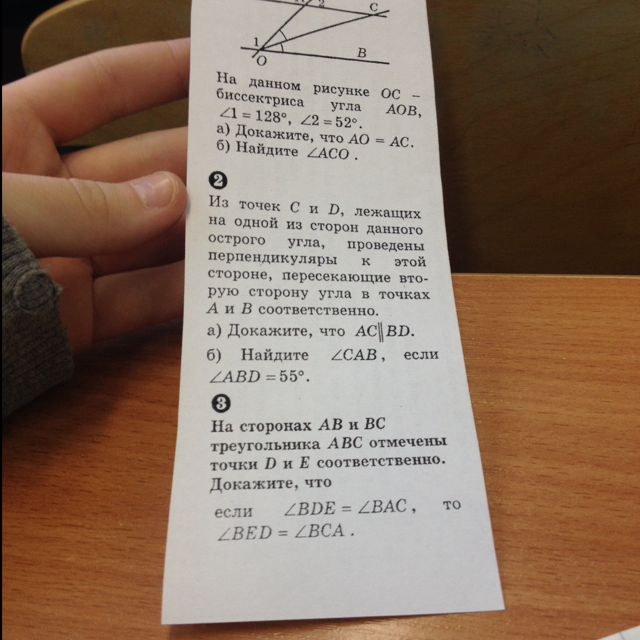 2
C
1
O
B
На данном рисунке OC –
биссектриса угла AOB,
∠1 = 128°, ∠2 = 52°.
а) Докажите, что AO = AC.
б) Найдите ∠ACO .
2
Из точек C и D, лежащих
на одной из сторон данного
острого угла, проведены
перпендикуляры к этой
стороне, пересекающие вто-
рую сторону угла в точках
A и B соответственно.
а) Докажите, что AC∥BD.
б) Найдите ∠CAB, если
∠ABD = 55°.
3
На сторонах AB и BC
треугольника ABC отмечены
точки D и E соответственно.
Докажите, что
если ∠BDE = ∠BAC, то
∠BED = ∠BCA .